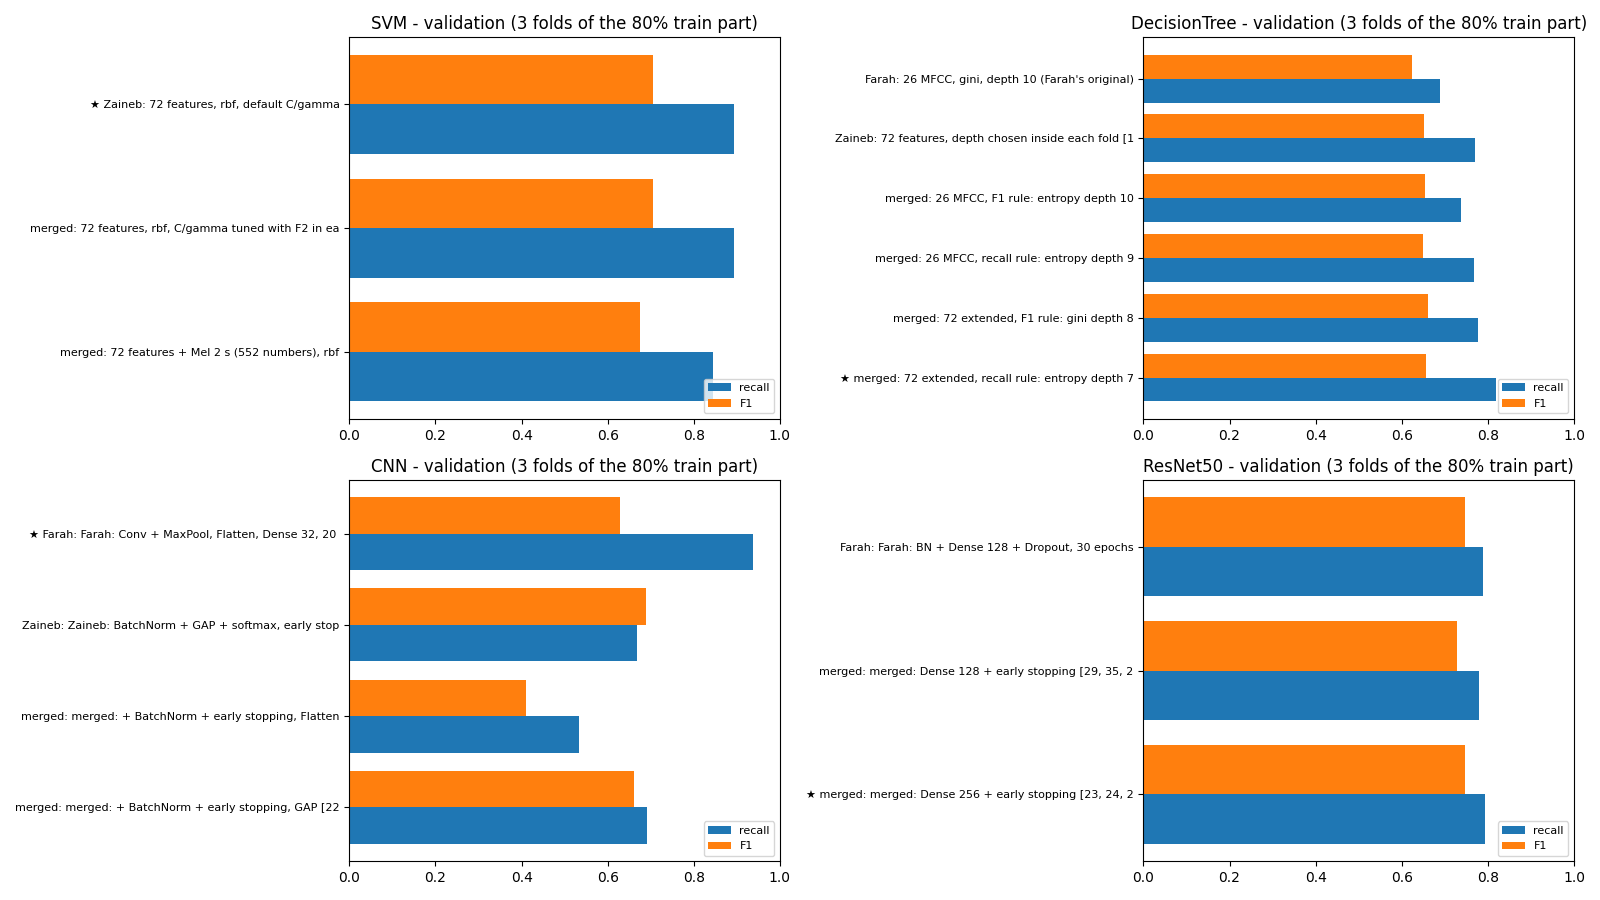 SVM - validation (3 folds of the 80% train part)
★ Zaineb: 72 features, rbf, default C/gamma
merged: 72 features, rbf, C/gamma tuned with F2 in ea
merged: 72 features + Mel 2 s (552 numbers), rbf
recall
F1
0.0 0.2 0.4 0.6 0.8 1.0
DecisionTree - validation (3 folds of the 80% train part)
Farah: 26 MFCC, gini, depth 10 (Farah's original)
Zaineb: 72 features, depth chosen inside each fold [1
merged: 26 MFCC, F1 rule: entropy depth 10
merged: 26 MFCC, recall rule: entropy depth 9
merged: 72 extended, F1 rule: gini depth 8
★ merged: 72 extended, recall rule: entropy depth 7
recall
F1
0.0 0.2 0.4 0.6 0.8 1.0
CNN - validation (3 folds of the 80% train part)
★ Farah: Farah: Conv + MaxPool, Flatten, Dense 32, 20
Zaineb: Zaineb: BatchNorm + GAP + softmax, early stop
merged: merged: + BatchNorm + early stopping, Flatten
merged: merged: + BatchNorm + early stopping, GAP [22
recall
F1
0.0 0.2 0.4 0.6 0.8 1.0
ResNet50 - validation (3 folds of the 80% train part)
Farah: Farah: BN + Dense 128 + Dropout, 30 epochs
merged: merged: Dense 128 + early stopping [29, 35, 2
★ merged: merged: Dense 256 + early stopping [23, 24, 2
recall
F1
0.0 0.2 0.4 0.6 0.8 1.0